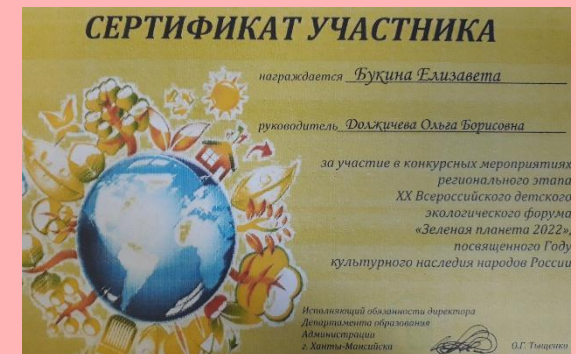 СЕРТИФИКАТ УЧАСТНИКА
награждается Букина Елизавета
руководитель Должичева Ольга Борисовна
за участие в конкурсных мероприятиях
регионального этапа
XX Всероссийского детского
экологического форума
«Зеленая планета 2022»,
посвященного Году
культурного наследия народов России
Исполняющий обязанности директора
Департамента образования
Администрации
г. Ханты-Мансийска
О.Г. Тыщенко